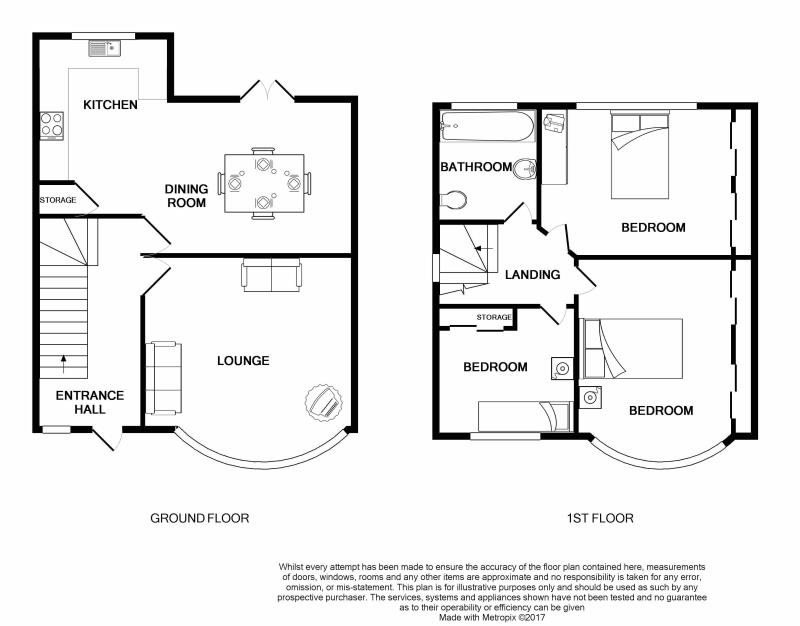 KITCHEN
DINING
ROOM
STORAGE
LOUNGE
ENTRANCE
HALL
GROUND FLOOR
BATHROOM
BEDROOM
LANDING
STORAGE
BEDROOM
BEDROOM
1ST FLOOR
Whilst every attempt has been made to ensure the accuracy of the floor plan contained here, measurements
of doors, windows, rooms and any other items are approximate and no responsibility is taken for any error,
omission, or mis-statement. This plan is for illustrative purposes only and should be used as such by any
prospective purchaser. The services, systems and appliances shown have not been tested and no guarantee
as to their operability or efficiency can be given
Made with Metropix ©2017